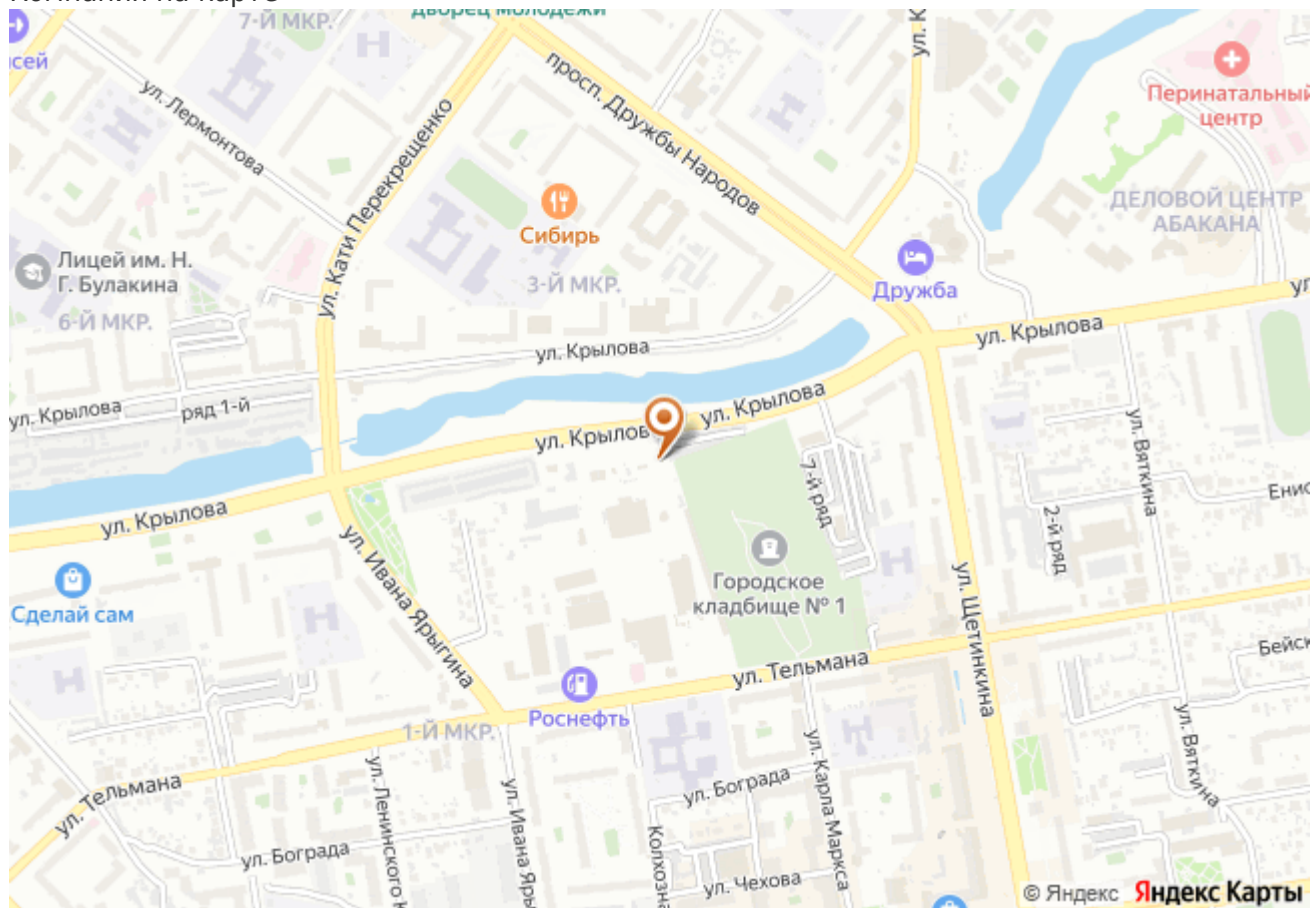 Компания на карте
7-Й МКР.
дворец молодёжи
ул. Лермонтова
ул. Кати Перекрещенко
просп. Дружбы Народов
Перинатальный
центр
Сибирь
ДЕЛОВОЙ ЦЕНТР
АБАКАНА
Лицей им. Н.
Г. Булакина
3-Й МКР.
Дружба
6-Й МКР.
ул. Крылова
ул. Крылова
ул. Крылова
ряд 1-й
ул. Крылова
ул. Крылова
ул. Вяткина
7-й ряд
2-й ряд
ул. Крылова
ул. Ивана Ярыгина
Городское
кладбище № 1
Сделай сам
ул. Щетинкина
ул. Тельмана
Роснефть
1-Й МКР.
ул. Вяткина
ул. Тельмана
ул. Бограда
ул. Карла Маркса
ул. Бограда
ул. Чехова
© Яндекс Яндекс Карты